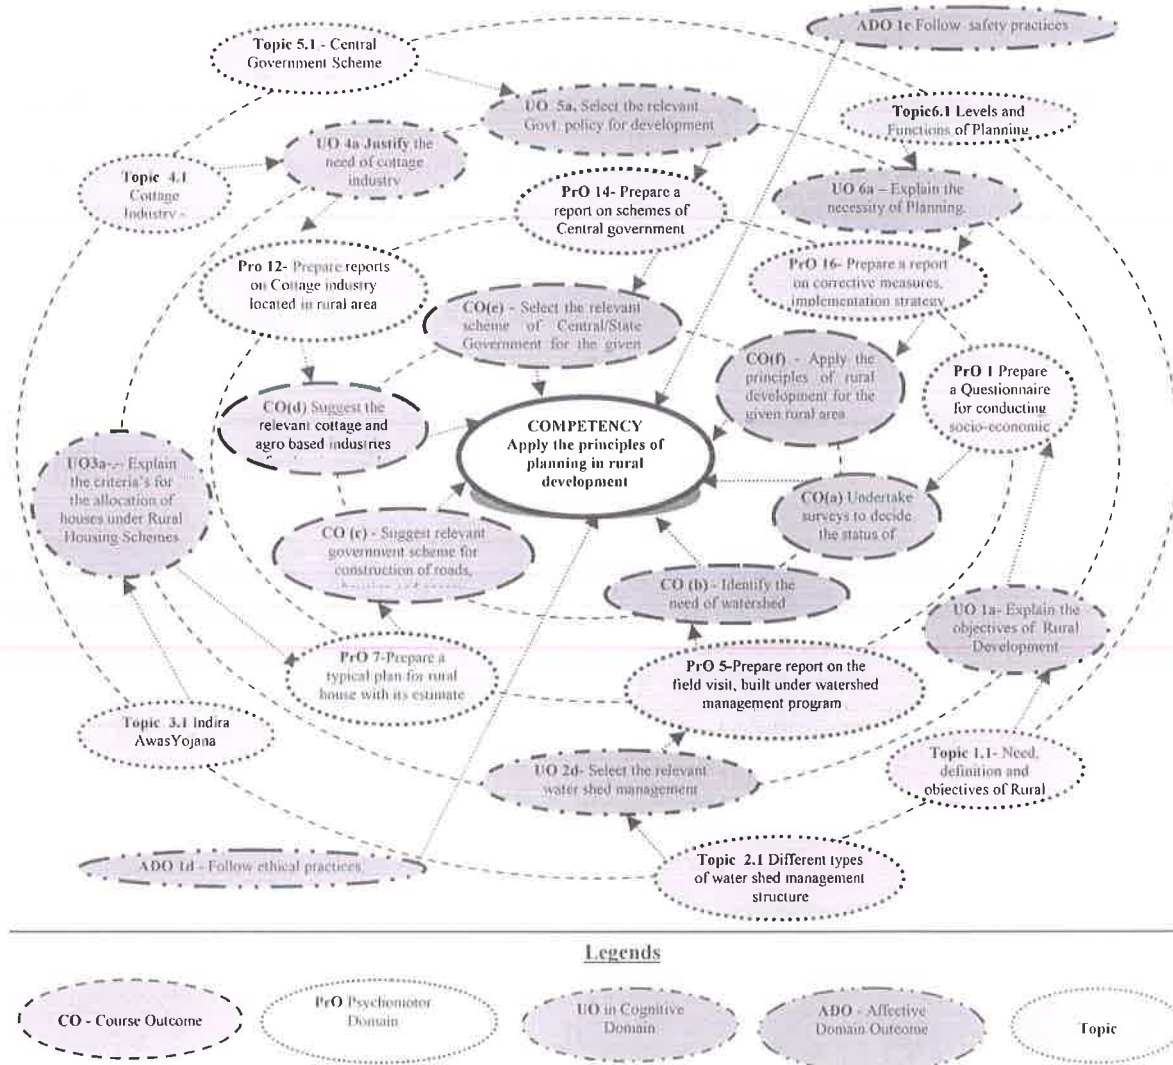 ADO 1c Follow safety practices
Topic 5.1 - Central
Government Scheme
UO 5a, Select the relevant
Govt. policy for development
Topic6.1 Levels and
Functions of Planning
UO 4a Justify the
need of cottage
industry
Topic 4.1
Cottage
Industry -
PrO 14- Prepare a
report on schemes of
Central government
UO 6a – Explain the
necessity of Planning.
Pro 12- Prepare reports
on Cottage industry
located in rural area
PrO 16- Prepare a report
on corrective measures,
implementation strategy
CO(e) - Select the relevant
scheme of Central/State
Government for the given
CO(f) - Apply the
principles of rural
development for the
given rural area
PrO 1 Prepare
a Questionnaire
for conducting
socio-economic
CO(d) Suggest the
relevant cottage and
agro based industries
COMPETENCY
Apply the principles of
planning in rural
development
UO3a-.- Explain
the criteria's for
the allocation of
houses under Rural
Housing Schemes
CO(a) Undertake
surveys to decide
the status of
CO (c) - Suggest relevant
government scheme for
construction of roads,
CO (b) - Identify the
need of watershed
UO 1a- Explain the
objectives of Rural
Development
PrO 7-Prepare a
typical plan for rural
house with its estimate
PrO 5-Prepare report on the
field visit, built under watershed
management program
Topic 3.1 Indira
AwasYojana
Topic 1.1- Need,
definition and
objectives of Rural
UO 2d- Select the relevant
water shed management
ADO 1d - Follow ethical practices
Topic 2.1 Different types
of water shed management
structure
Legends
CO - Course Outcome
PrO Psychomotor
Domain
UO in Cognitive
Domain
ADO - Affective
Domain Outcome
Topic